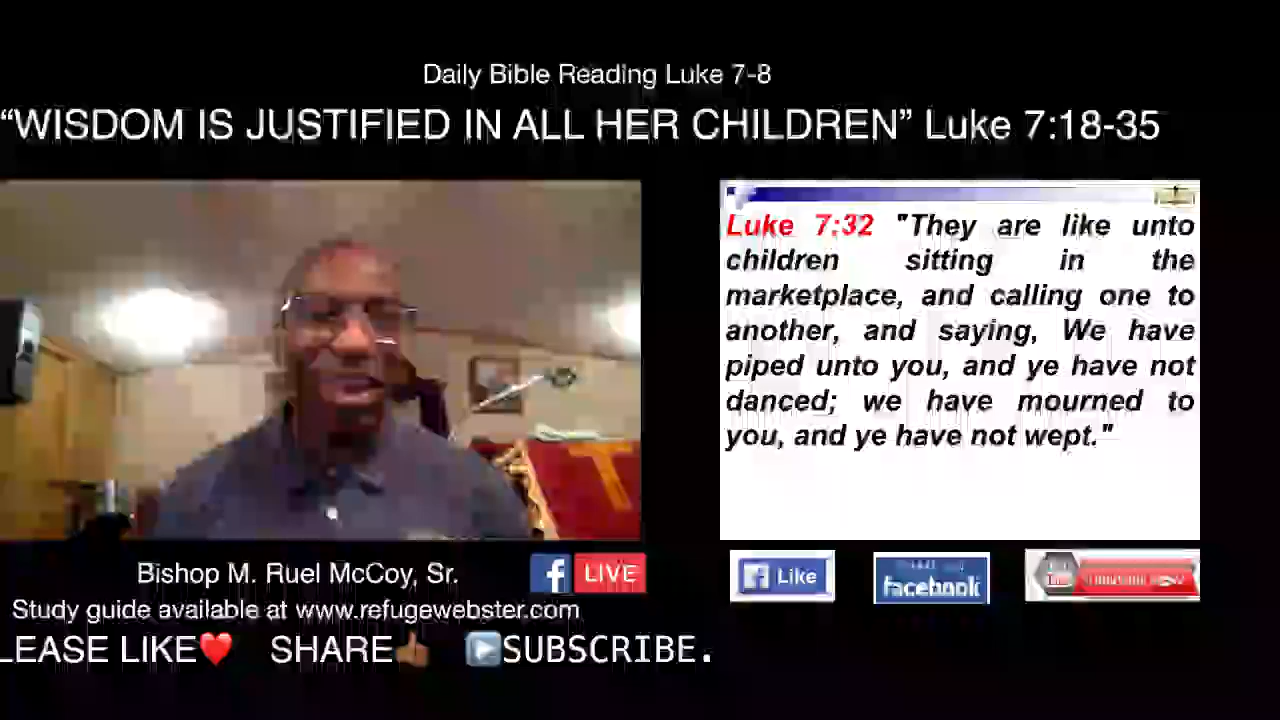 Daily Bible Reading Luke 7-8
“WISDOM IS JUSTIFIED IN ALL HER CHILDREN” Luke 7:18-35
Luke 7:32 "They are like unto
children sitting in the
marketplace, and calling one to
another, and saying, We have
piped unto you, and ye have not
danced; we have mourned to
you, and ye have not wept."
Bishop M. Ruel McCoy, Sr.
f LIVE
f Like
facebook
Study guide available at www.refugewebster.com
LEASE LIKE❤️ SHARE👍🏾 ▶️SUBSCRIBE.